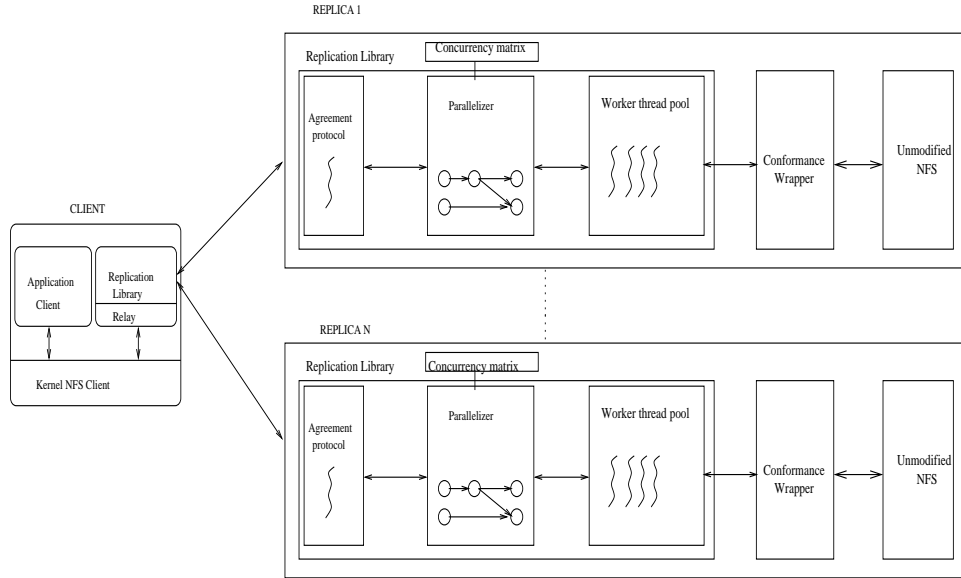 REPLICA 1
Replication Library
Concurrency matrix
Agreement
protocol
Parallelizer
Worker thread pool
Conformance
Wrapper
Unmodified
NFS
CLIENT
Application
Client
Replication
Library
Relay
Kernel NFS Client
REPLICA N
Replication Library
Concurrency matrix
Agreement
protocol
Parallelizer
Worker thread pool
Conformance
Wrapper
Unmodified
NFS